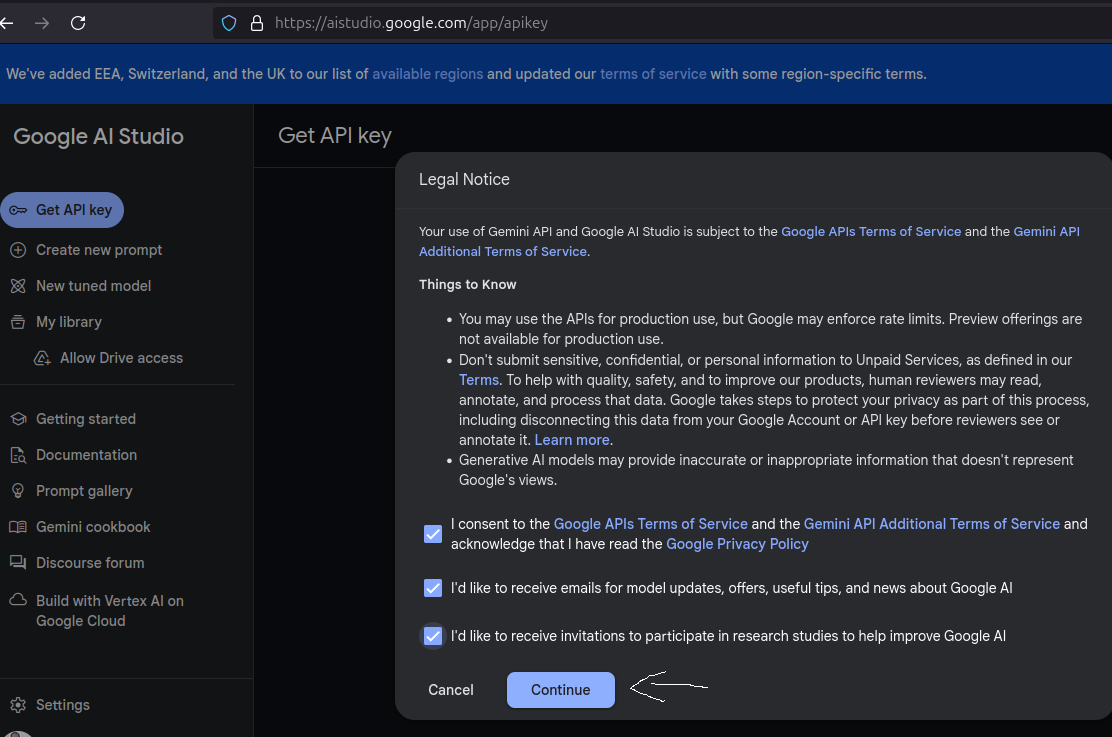 https://aistudio.google.com/app/apikey
We've added EEA, Switzerland, and the UK to our list of available regions and updated our terms of service with some region-specific terms.
Google AI Studio
Get API key
Create new prompt
New tuned model
My library
Allow Drive access
Getting started
Documentation
Prompt gallery
Gemini cookbook
Discourse forum
Build with Vertex AI on
Google Cloud
Settings
Get API key
Legal Notice
Your use of Gemini API and Google AI Studio is subject to the Google APIs Terms of Service and the Gemini API
Additional Terms of Service.
Things to Know
• You may use the APIs for production use, but Google may enforce rate limits. Preview offerings are
not available for production use.
• Don't submit sensitive, confidential, or personal information to Unpaid Services, as defined in our
Terms. To help with quality, safety, and to improve our products, human reviewers may read,
annotate, and process that data. Google takes steps to protect your privacy as part of this process,
including disconnecting this data from your Google Account or API key before reviewers see or
annotate it. Learn more.
• Generative AI models may provide inaccurate or inappropriate information that doesn't represent
Google's views.
I consent to the Google APIs Terms of Service and the Gemini API Additional Terms of Service and
acknowledge that I have read the Google Privacy Policy
I'd like to receive emails for model updates, offers, useful tips, and news about Google AI
I'd like to receive invitations to participate in research studies to help improve Google AI
Cancel
Continue